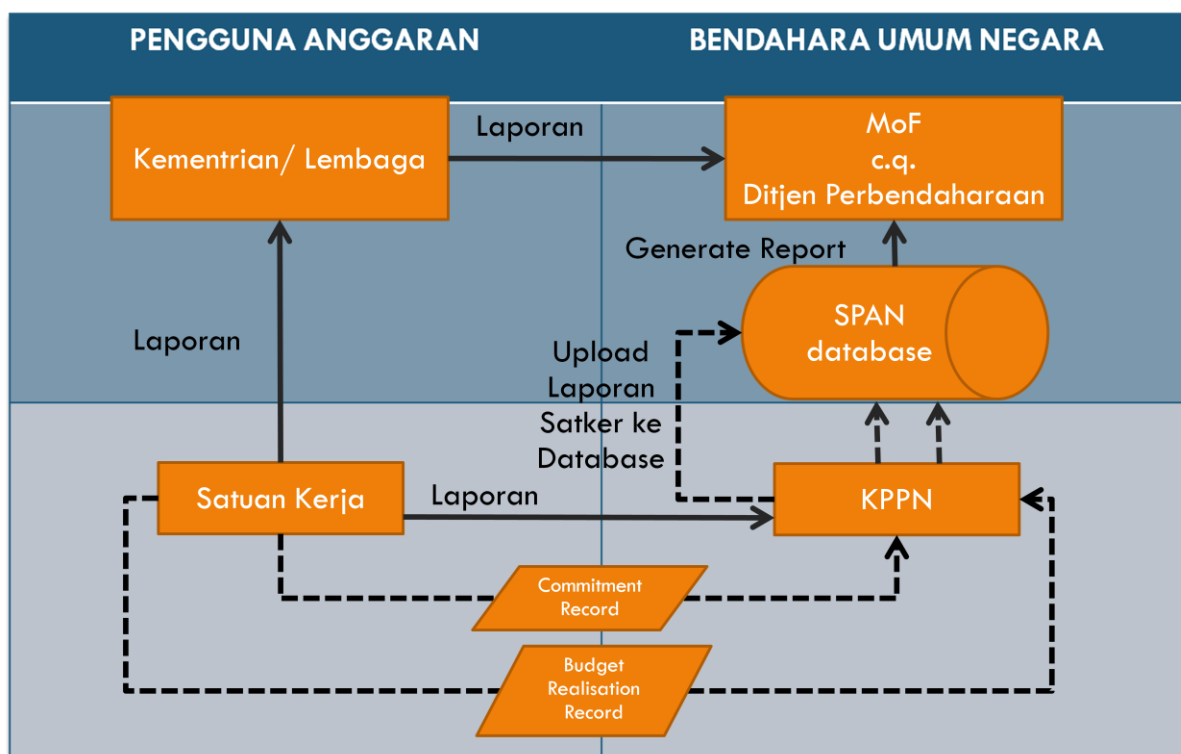 PENGGUNA ANGGARAN
BENDAHARA UMUM NEGARA
Kementrian/ Lembaga
Laporan
MoF
c.q.
Ditjen Perbendaharaan
Generate Report
SPAN
database
Laporan
Upload
Laporan
Satker ke
Database
Satuan Kerja
Laporan
KPPN
Commitment
Record
Budget
Realisation
Record